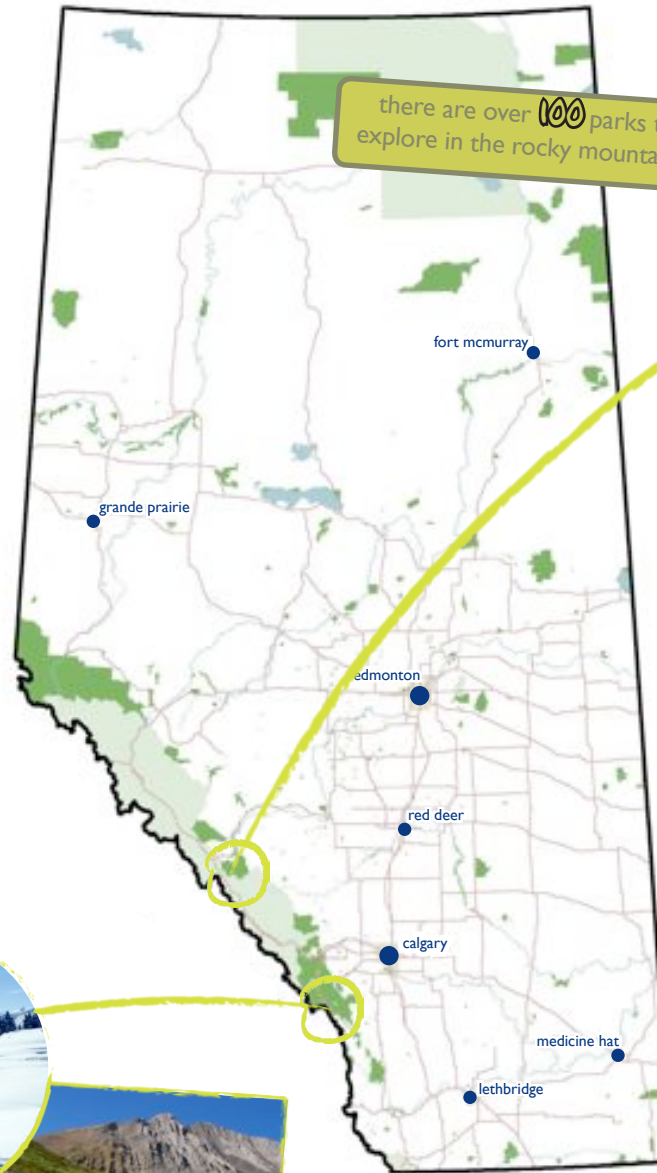 there are over 100 parks
explore in the rocky
fort mcmurray
grande prairie
edmonton
red deer
calgary
medicine hat
lethbridge